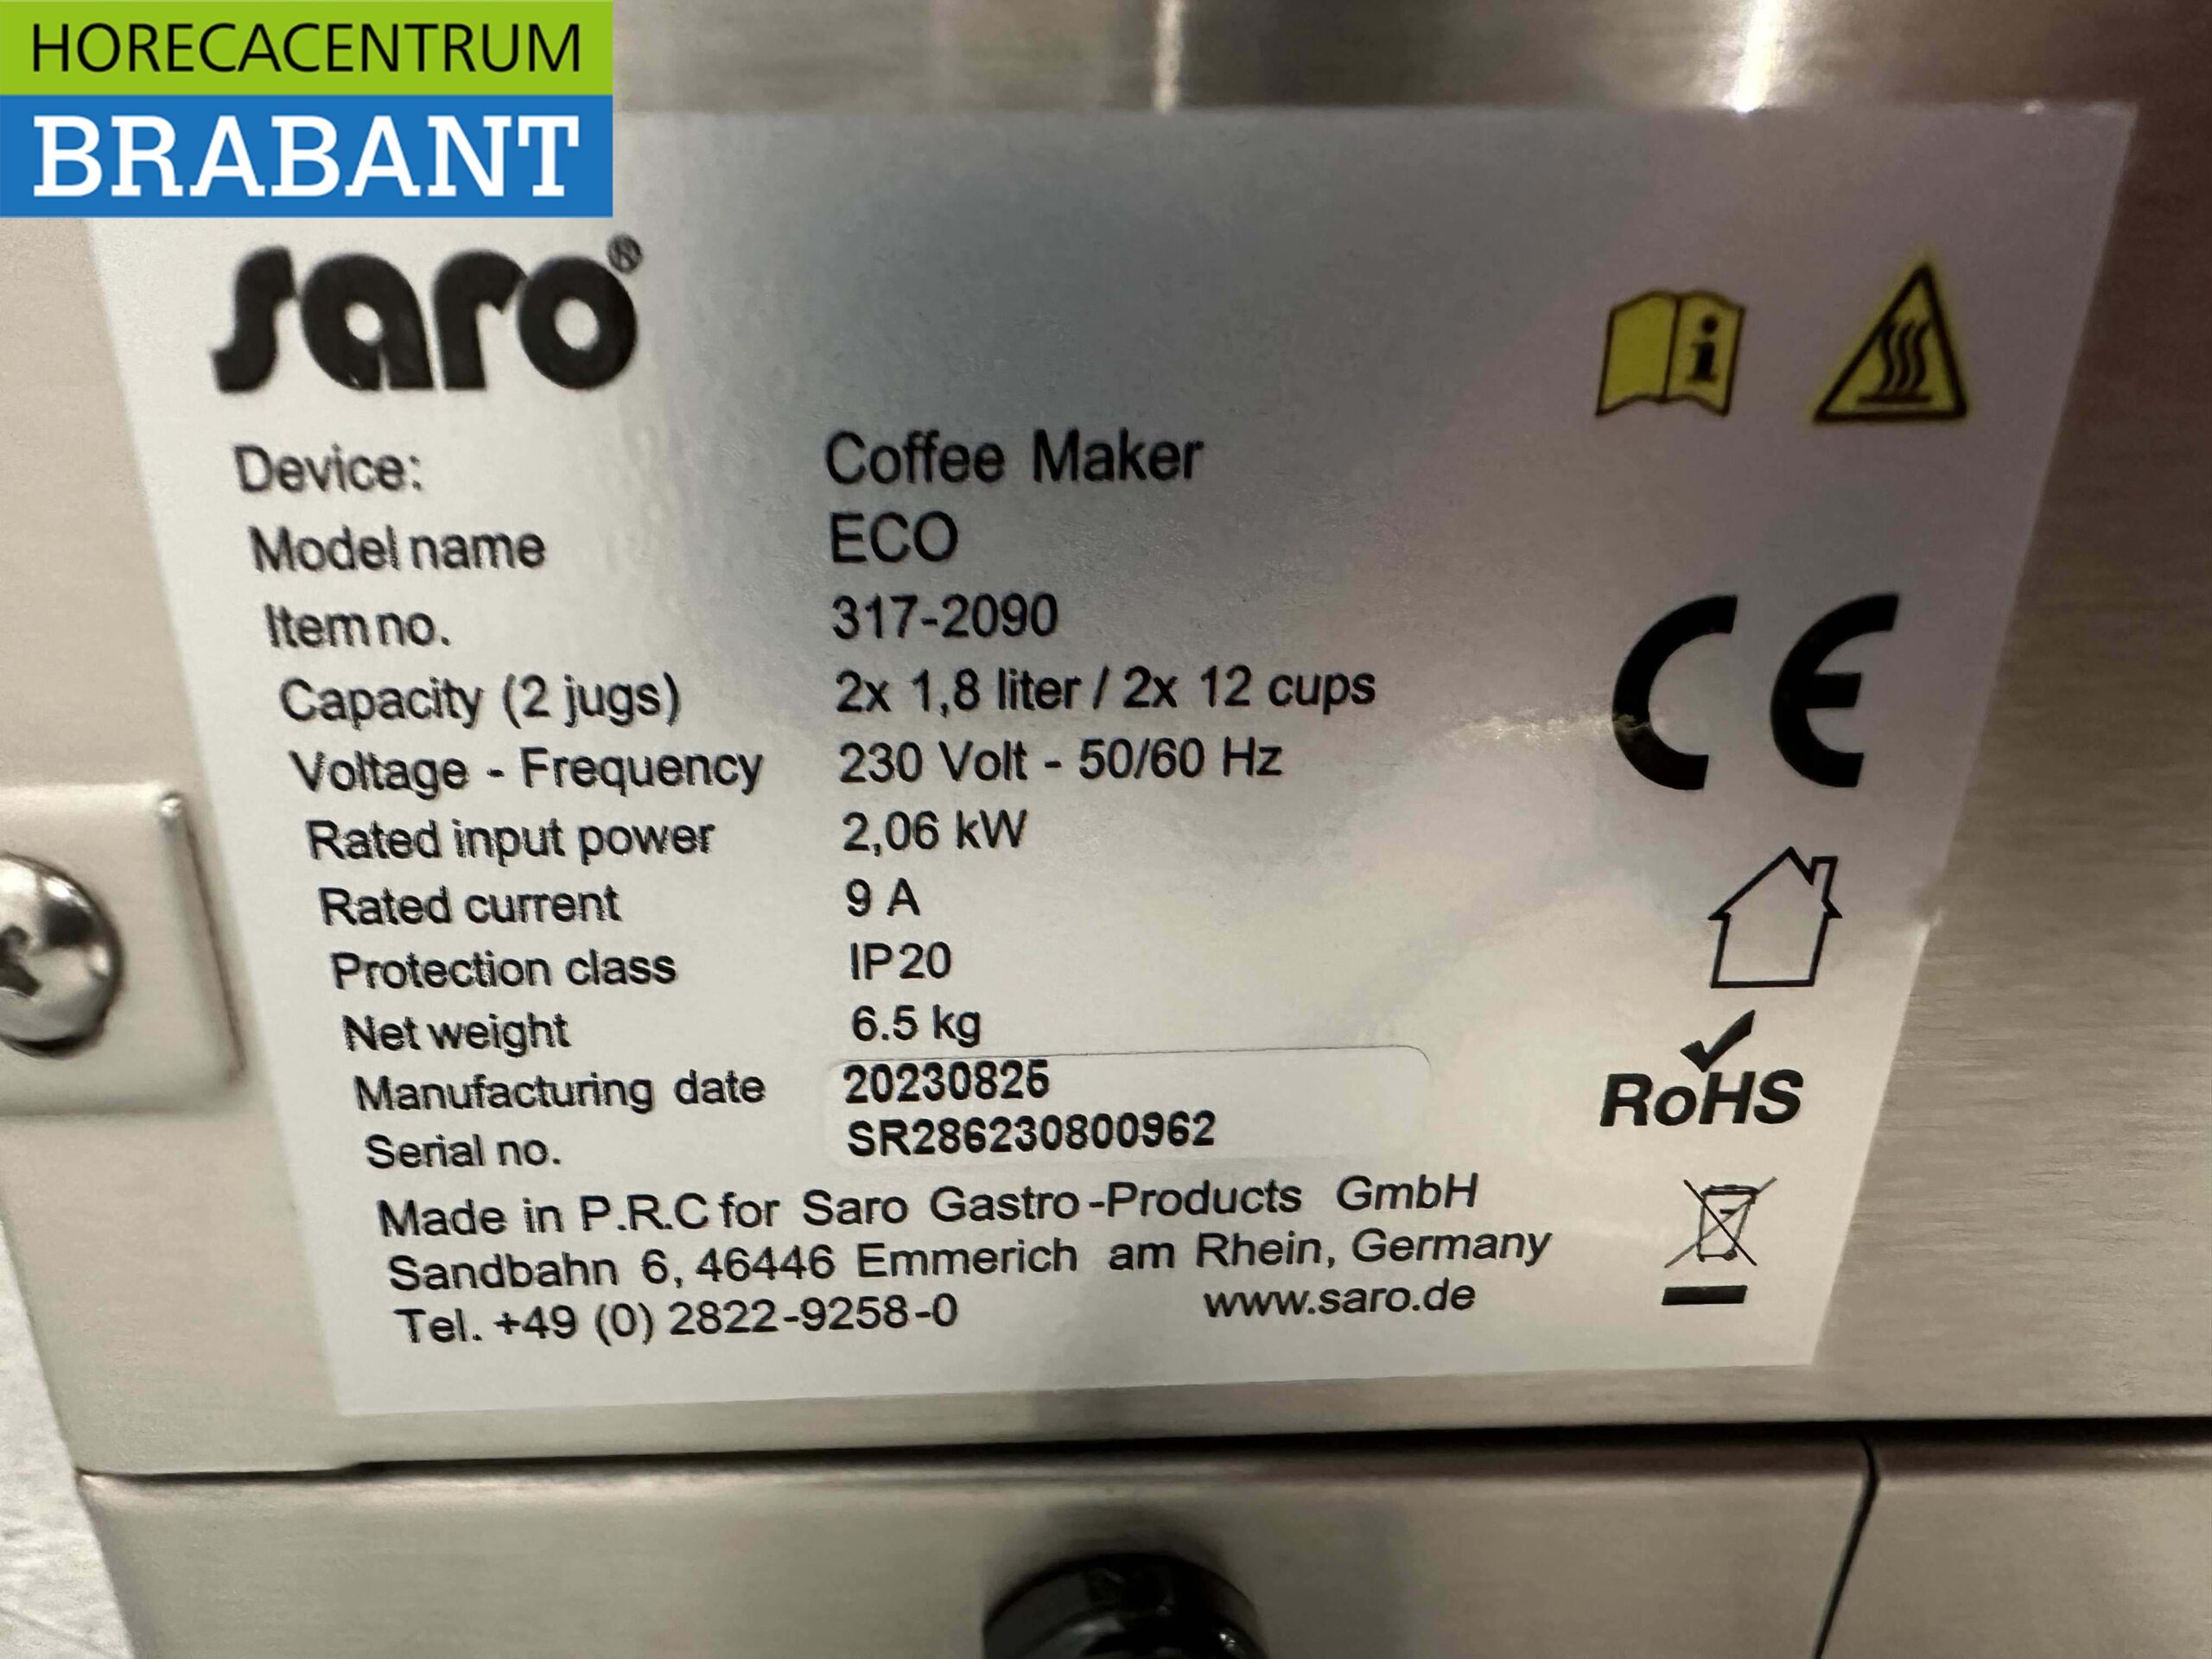 HORECACENTRUM
BRABANT
saro®
Device: Coffee Maker
Model name ECO
Item no. 317-2090
Capacity (2 jugs) 2x 1,8 liter / 2x 12 cups
Voltage - Frequency 230 Volt - 50/60 Hz
Rated input power 2,06 kW
Rated current 9 A
Protection class IP20
Net weight 6.5 kg
Manufacturing date 20230826
Serial no. SR286230800962
Made in P.R.C for Saro Gastro-Products GmbH
Sandbahn 6, 46446 Emmerich am Rhein, Germany
Tel. +49 (0) 2822-9258-0 www.saro.de
i
CE
RoHS